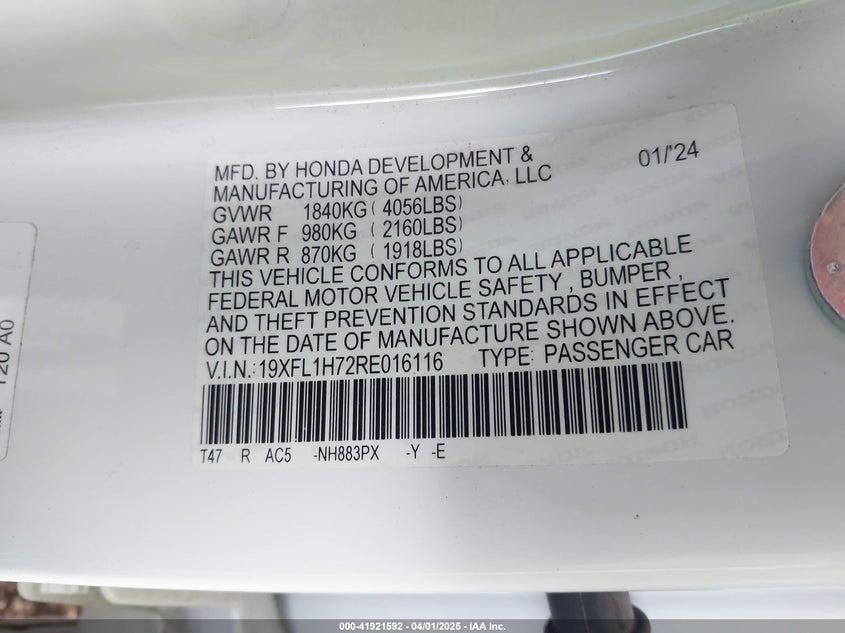 MFD. BY HONDA DEVELOPMENT & 01/'24
MANUFACTURING OF AMERICA, LLC
GVWR 1840KG ( 4056LBS)
GAWR F 980KG ( 2160LBS)
GAWR R 870KG ( 1918LBS)
THIS VEHICLE CONFORMS TO ALL APPLICABLE
FEDERAL MOTOR VEHICLE SAFETY , BUMPER ,
AND THEFT PREVENTION STANDARDS IN EFFECT
ON THE DATE OF MANUFACTURE SHOWN ABOVE.
V.I.N.: 19XFL1H72RE016116 TYPE: PASSENGER CAR
T47 R AC5 -NH883PX -Y -E
T20 A0
000-41921592 - 04/01/2025 - IAA Inc.